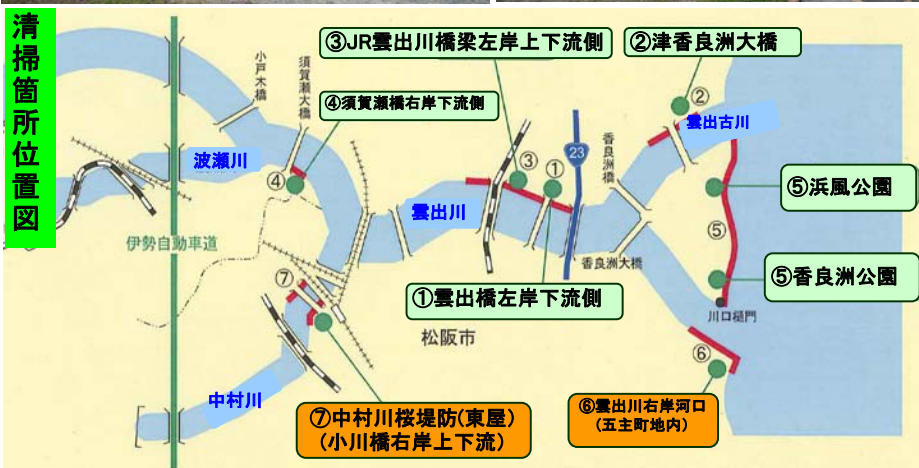 清掃箇所位置図
③JR雲出川橋梁左岸上下流側
②津香良洲大橋
小戸木橋
須賀瀬大橋
④須賀瀬橋右岸下流側
②
雲出古川
23
香良洲橋
波瀬川
④
③
①
⑤浜風公園
雲出川
⑤
伊勢自動車道
香良洲大橋
⑤香良洲公園
⑦
①雲出橋左岸下流側
川口樋門
松阪市
⑥
中村川
⑦中村川桜堤防(東屋)
(小川橋右岸上下流)
⑥雲出川右岸河口
(五主町地内)